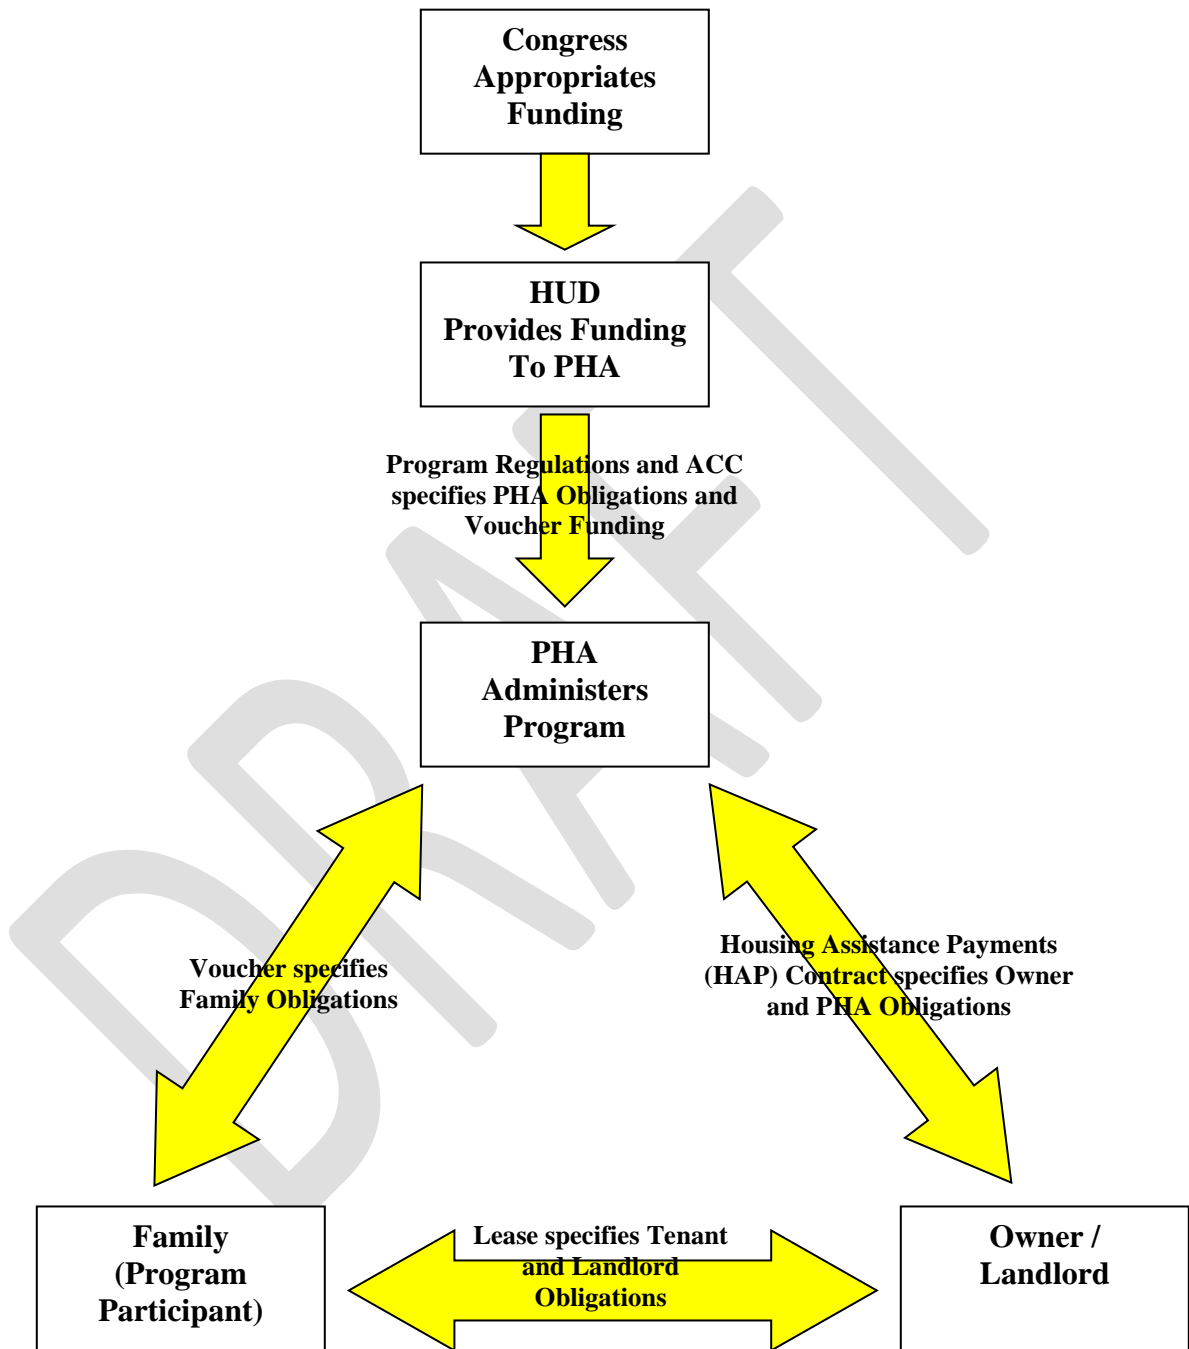 Congress
Appropriates
Funding
HUD
Provides Funding
To PHA
Program Regulations and ACC
specifies PHA Obligations and
Voucher Funding
PHA
Administers
Program
Voucher specifies
Family Obligations
Housing Assistance Payments
(HAP) Contract specifies Owner
and PHA Obligations
Family
(Program
Participant)
Lease specifies Tenant
and Landlord
Obligations
Owner /
Landlord
DRAFT